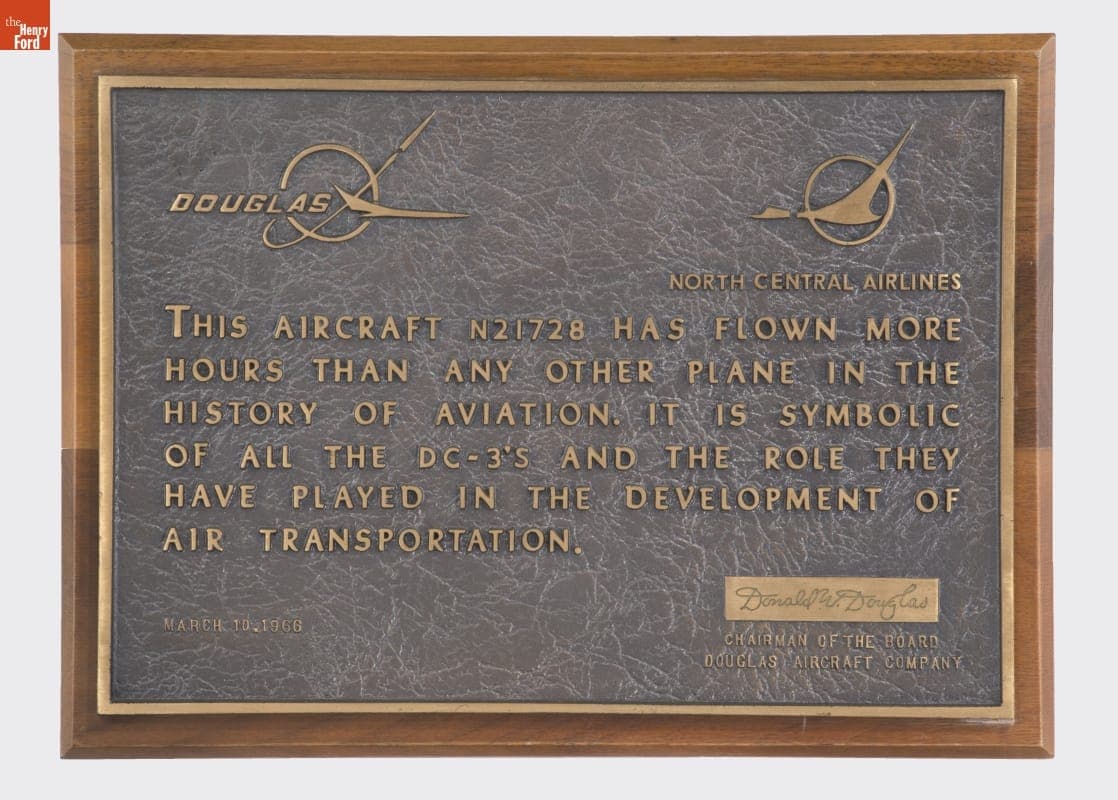 the
Henry
Ford
DOUGLAS
NORTH CENTRAL AIRLINES
THIS AIRCRAFT N21728 HAS FLOWN MORE
HOURS THAN ANY OTHER PLANE IN THE
HISTORY OF AVIATION. IT IS SYMBOLIC
OF ALL THE DC-3'S AND THE ROLE THEY
HAVE PLAYED IN THE DEVELOPMENT OF
AIR TRANSPORTATION.
Donald W. Douglas
MARCH 10, 1966
CHAIRMAN OF THE BOARD
DOUGLAS AIRCRAFT COMPANY